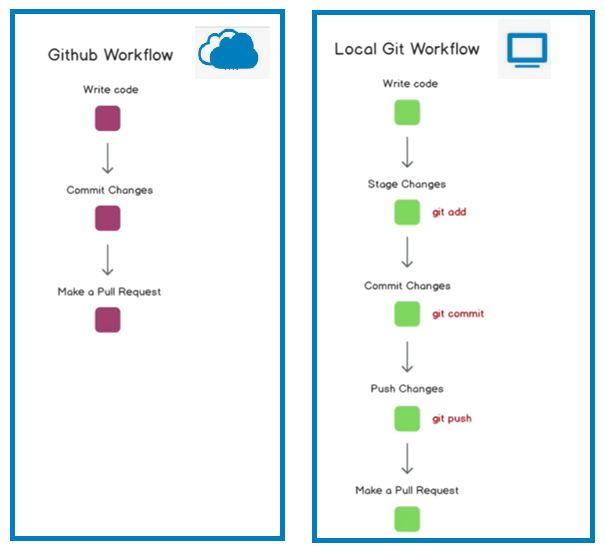 Github Workflow
Write code
Commit Changes
Make a Pull Request
Local Git Workflow
Write code
Stage Changes
git add
Commit Changes
git commit
Push Changes
git push
Make a Pull Request